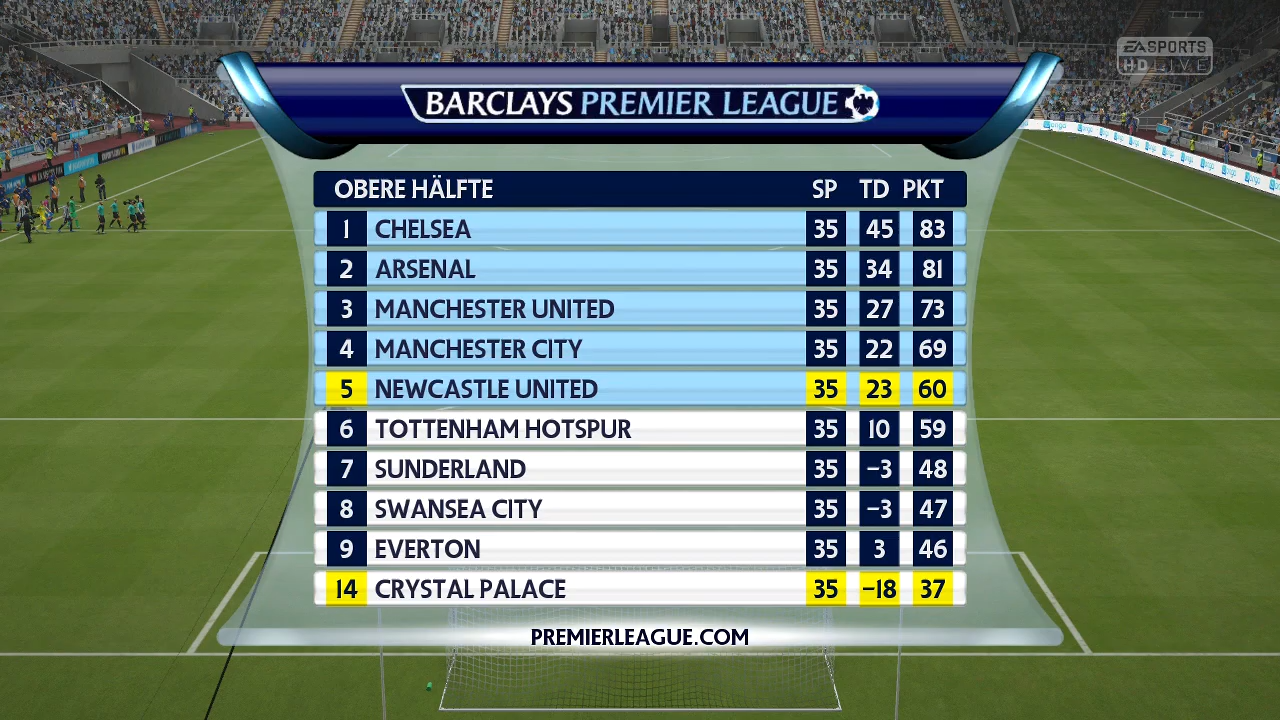 EA SPORTS
HD LIVE
BARCLAYS PREMIER LEAGUE
OBERE HÄLFTE SP TD PKT
1 CHELSEA 35 45 83
2 ARSENAL 35 34 81
3 MANCHESTER UNITED 35 27 73
4 MANCHESTER CITY 35 22 69
5 NEWCASTLE UNITED 35 23 60
6 TOTTENHAM HOTSPUR 35 10 59
7 SUNDERLAND 35 -3 48
8 SWANSEA CITY 35 -3 47
9 EVERTON 35 3 46
14 CRYSTAL PALACE 35 -18 37
PREMIERLEAGUE.COM